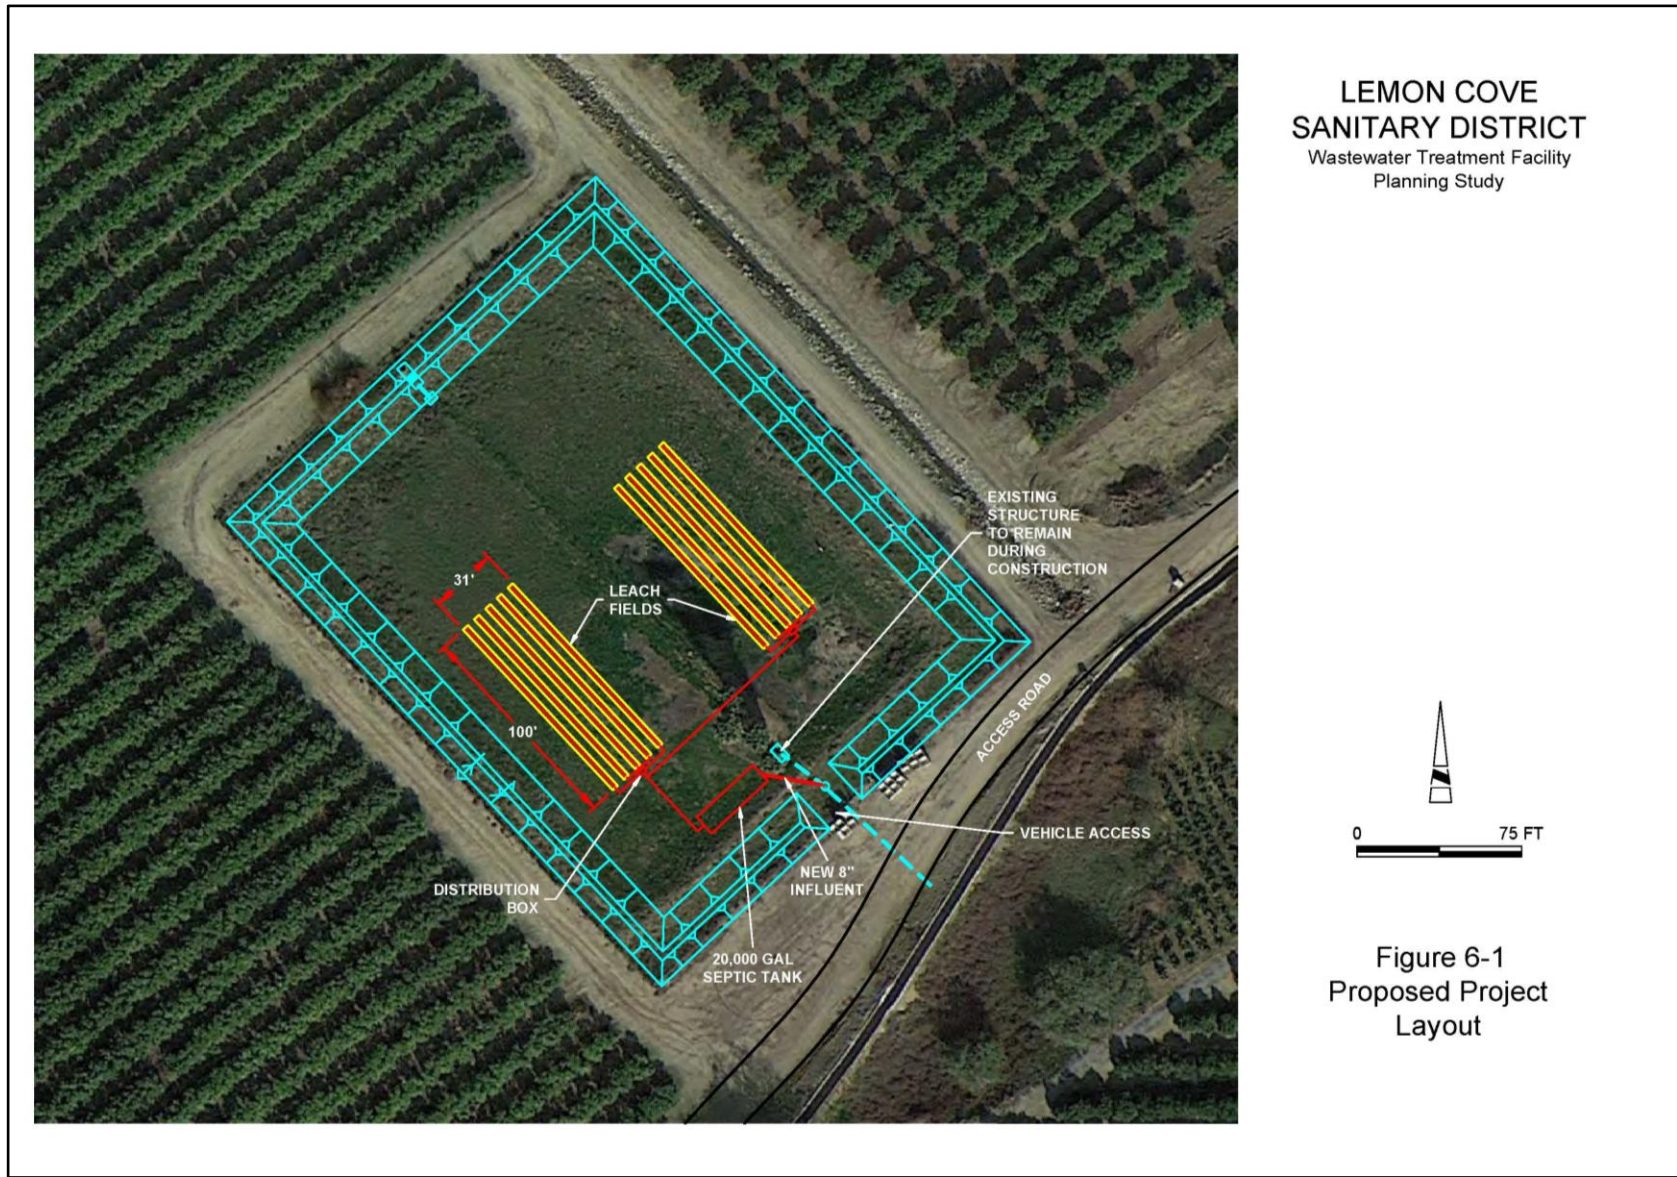 LEMON COVE
SANITARY DISTRICT
Wastewater Treatment Facility
Planning Study
EXISTING
STRUCTURE
TO REMAIN
DURING
CONSTRUCTION
31'
LEACH
FIELDS
100'
ACCESS ROAD
VEHICLE ACCESS
NEW 8"
INFLUENT
DISTRIBUTION
BOX
20,000 GAL
SEPTIC TANK
0 75 FT
Figure 6-1
Proposed Project
Layout